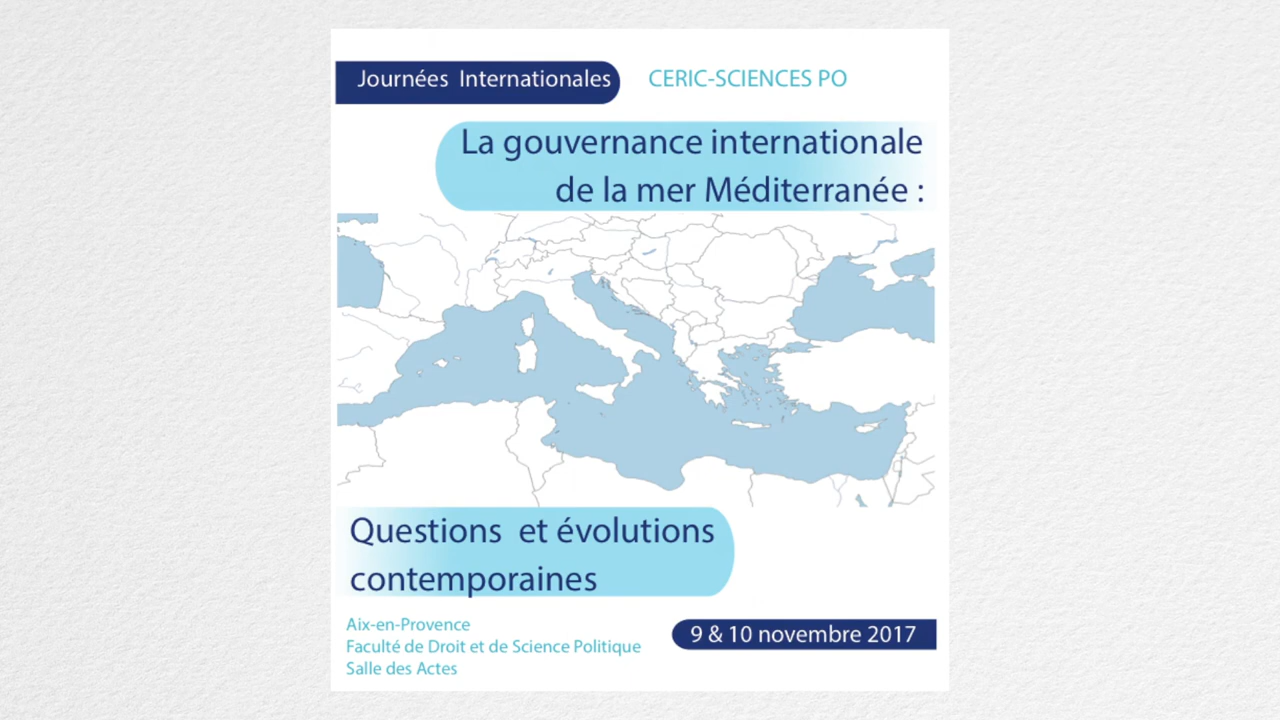 Journées Internationales
CERIC-SCIENCES PO
La gouvernance internationale
de la mer Méditerranée :
Questions et évolutions
contemporaines
Aix-en-Provence
Faculté de Droit et de Science Politique
Salle des Actes
9 & 10 novembre 2017